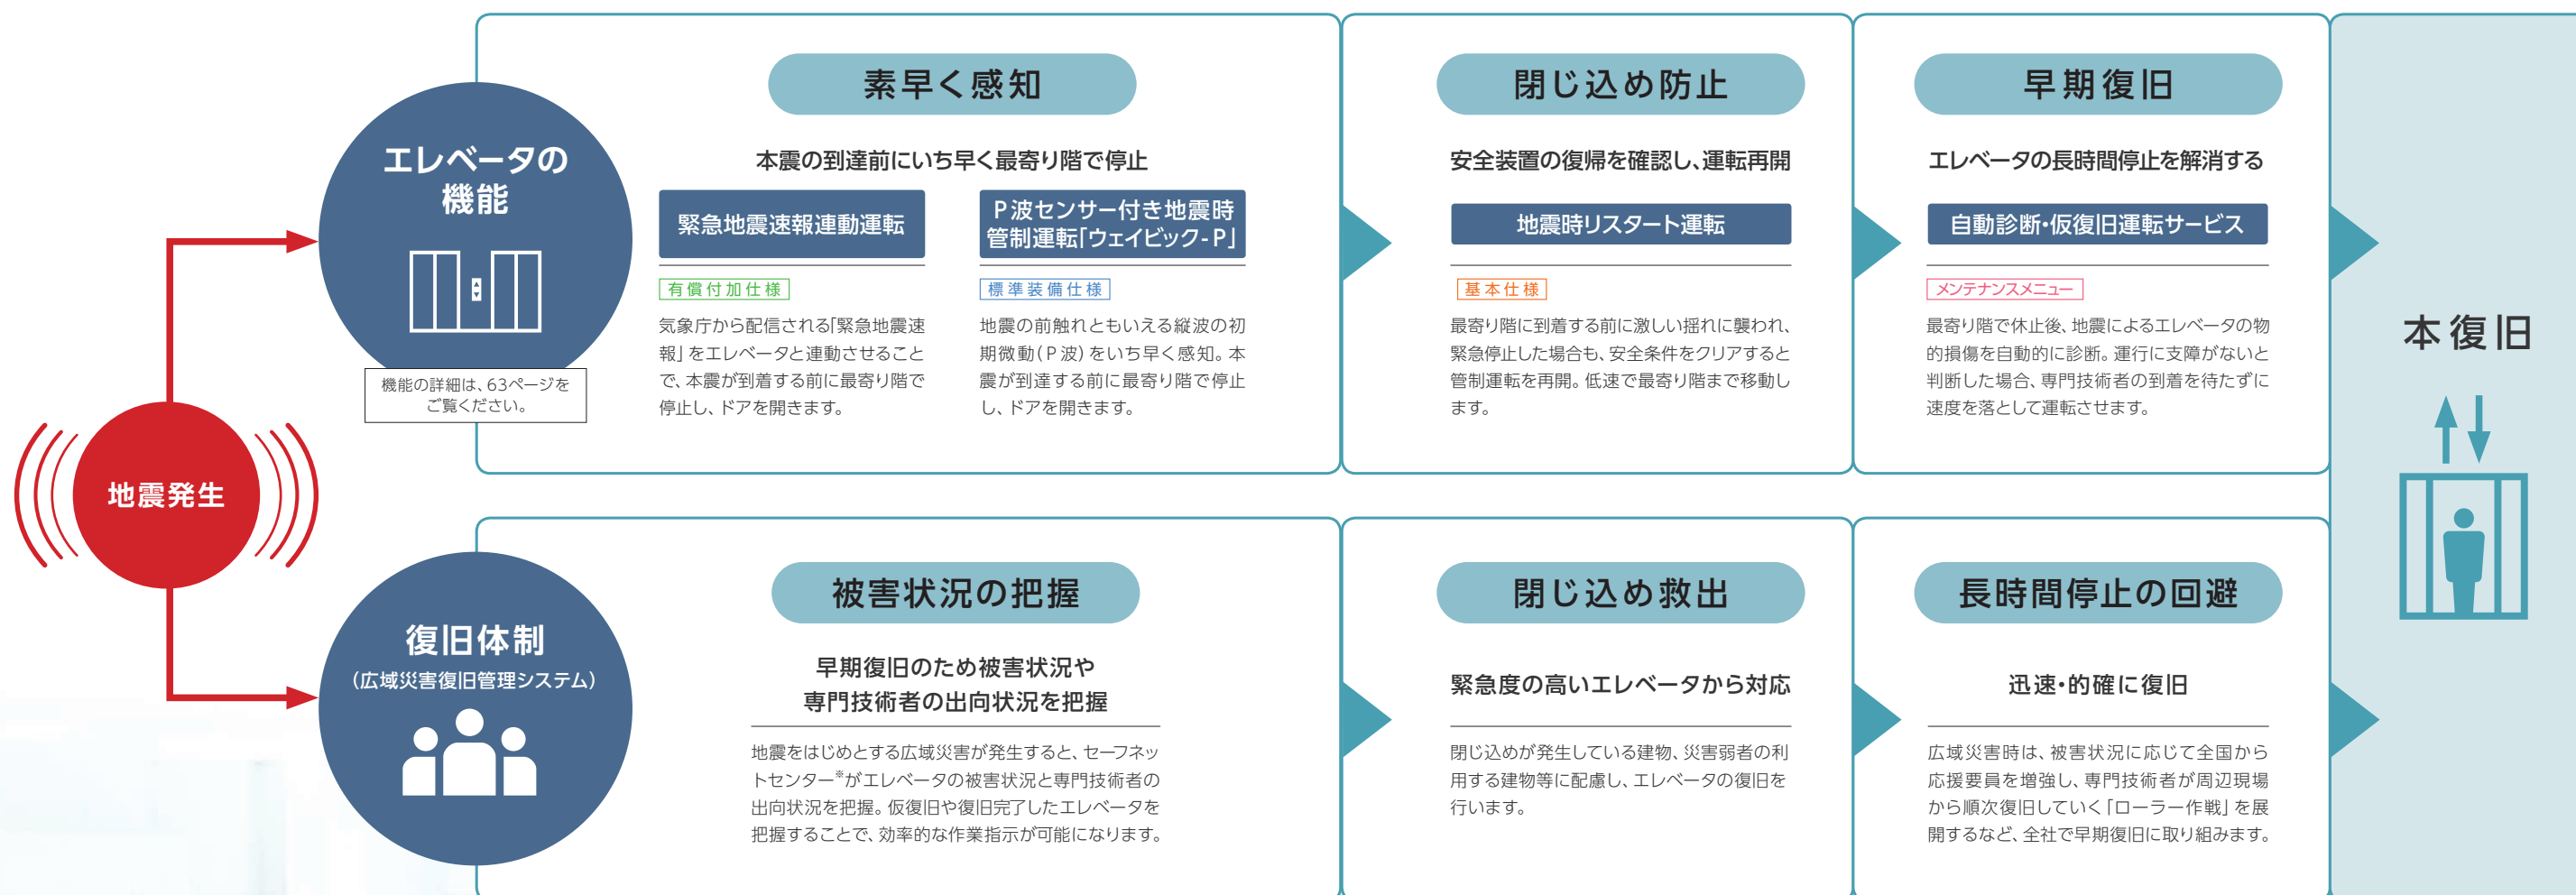 地震発生
エレベータの
機能
機能の詳細は、63ページを
ご覧ください。
素早く感知
本震の到達前にいち早く最寄り階で停止
緊急地震速報連動運転
有償付加仕様
気象庁から配信される「緊急地震速
報」をエレベータと連動させること
で、本震が到着する前に最寄り階で
停止し、ドアを開きます。
P波センサー付き地震時
管制運転「ウェイビック-P」
標準装備仕様
地震の前触れともいえる縦波の初
期微動(P波)をいち早く感知。本
震が到達する前に最寄り階で停止
し、ドアを開きます。
閉じ込め防止
安全装置の復帰を確認し、運転再開
地震時リスタート運転
基本仕様
最寄り階に到着する前に激しい揺れに襲われ、
緊急停止した場合も、安全条件をクリアすると
管制運転を再開。低速で最寄り階まで移動し
ます。
早期復旧
エレベータの長時間停止を解消する
自動診断・仮復旧運転サービス
メンテナンスメニュー
最寄り階で休止後、地震によるエレベータの物
的損傷を自動的に診断。運行に支障がないと
判断した場合、専門技術者の到着を待たずに
速度を落として運転させます。
復旧体制
(広域災害復旧管理システム)
被害状況の把握
早期復旧のため被害状況や
専門技術者の出向状況を把握
地震をはじめとする広域災害が発生すると、セーフネッ
トセンター※がエレベータの被害状況と専門技術者の
出向状況を把握。仮復旧や復旧完了したエレベータを
把握することで、効率的な作業指示が可能になります。
閉じ込め救出
緊急度の高いエレベータから対応
閉じ込めが発生している建物、災害弱者の利
用する建物等に配慮し、エレベータの復旧を
行います。
長時間停止の回避
迅速・的確に復旧
広域災害時は、被害状況に応じて全国から
応援要員を増強し、専門技術者が周辺現場
から順次復旧していく「ローラー作戦」を展
開するなど、全社で早期復旧に取り組みます。
本復旧